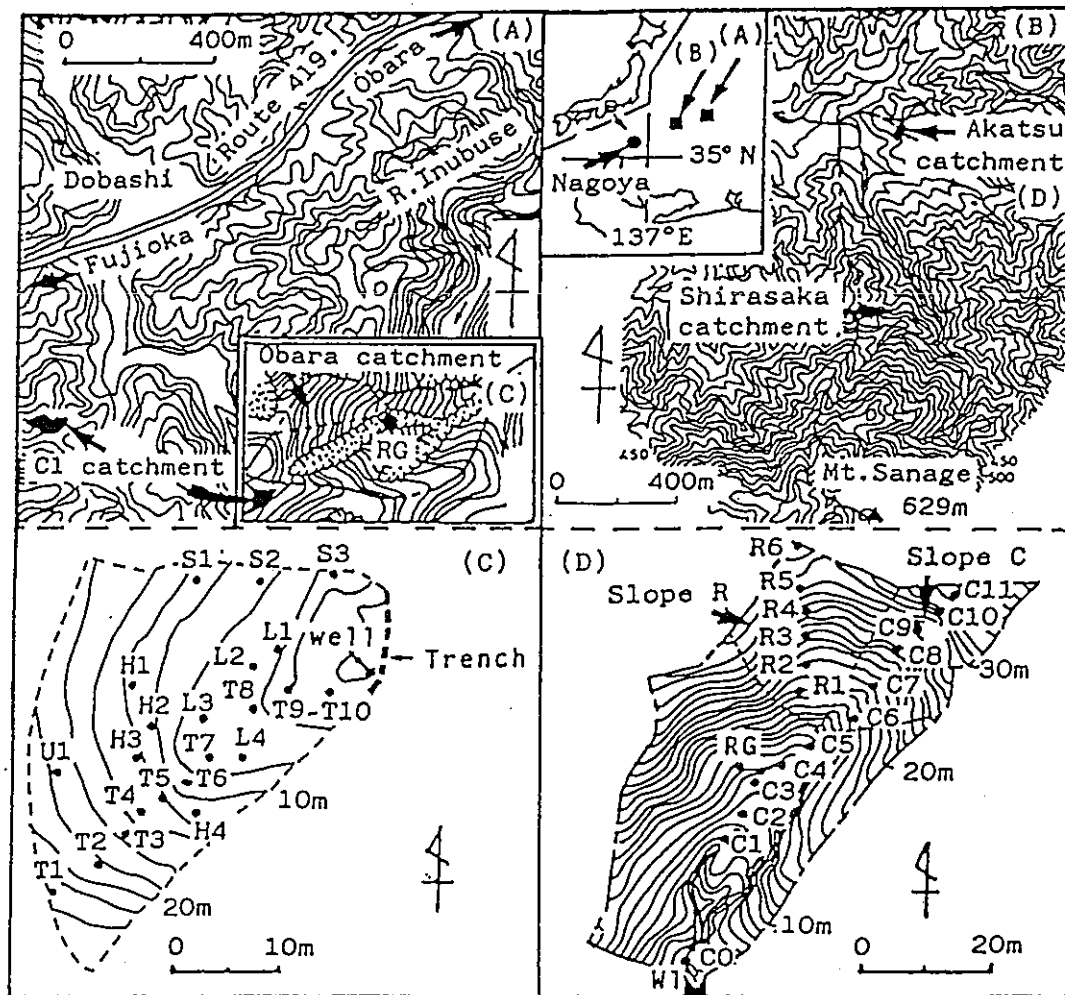 0 400m
(A)
Route 419.
Obara
R.Inubuse
Dobashi
Fujioka
Obara catchment
(C)
RG
Cl catchment
(B)
(A)
35° N
Nagoya
137°E
(B)
Akatsu
catchment
(D)
Shirasaka
catchment
450
450
500
0 400m
Mt.Sanage
629m
(C)
S1 S2 S3
L1
well
Trench
L2
H1
T8
H2
L3
T9
T10
H3
T7
L4
U1
T5
T6
T4
10m
T3
H4
T2
T1
20m
0 10m
(D)
R6
Slope C
R5
C11
Slope R
R4
C10
R3
C9
C8
R2
30m
C7
R1
C6
C5
RG
C4
20m
C3
C2
C1
10m
C0
W1
0 20m